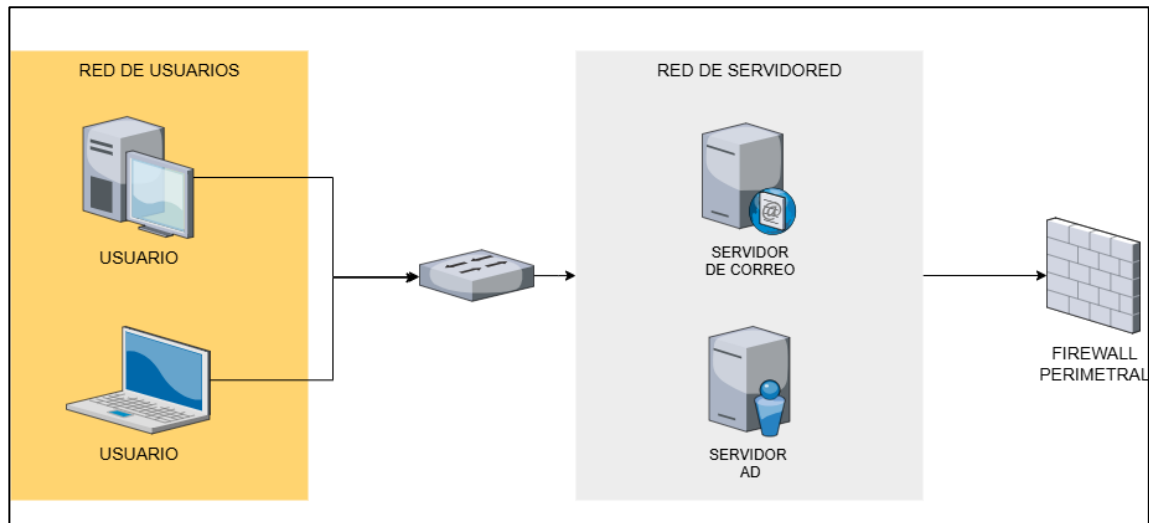 RED DE USUARIOS
USUARIO
USUARIO
RED DE SERVIDORED
SERVIDOR
DE CORREO
SERVIDOR
AD
FIREWALL
PERIMETRAL